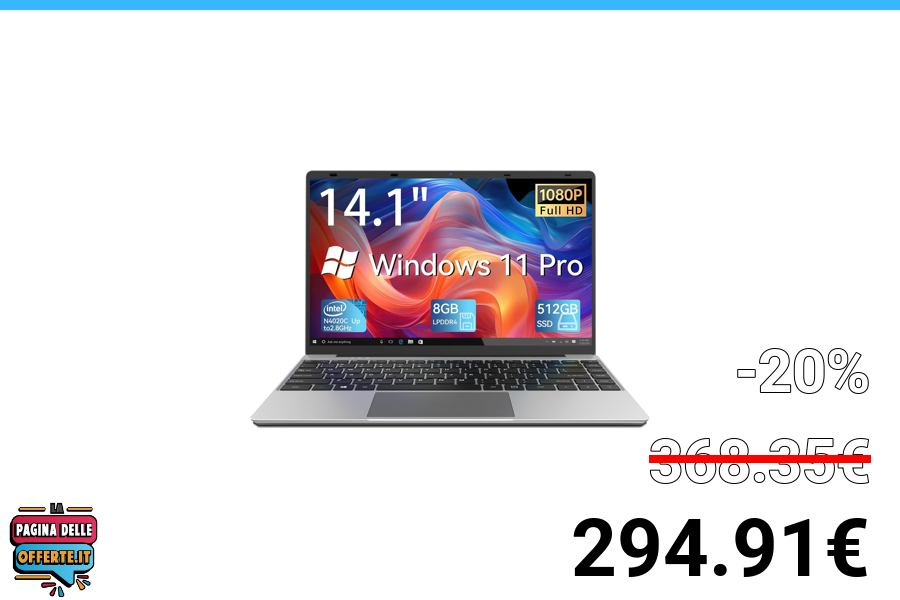 14.1"
1080P
Full HD
Windows 11 Pro
intel
N4020C Up
to2.8GHz
8GB
LPDDR4
512GB
SSD
-20%
368.35€
294.91€
LA
PAGINA DELLE
OFFERTE.IT